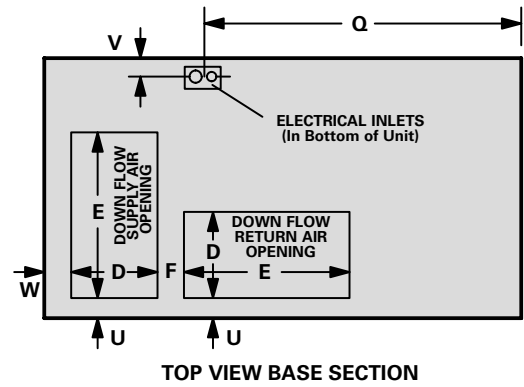 Q
V
ELECTRICAL INLETS
(In Bottom of Unit)
E
DOWN FLOW
SUPPLY AIR
OPENING
D
F
W
DOWN FLOW
RETURN AIR
OPENING
D
E
U
U
TOP VIEW BASE SECTION